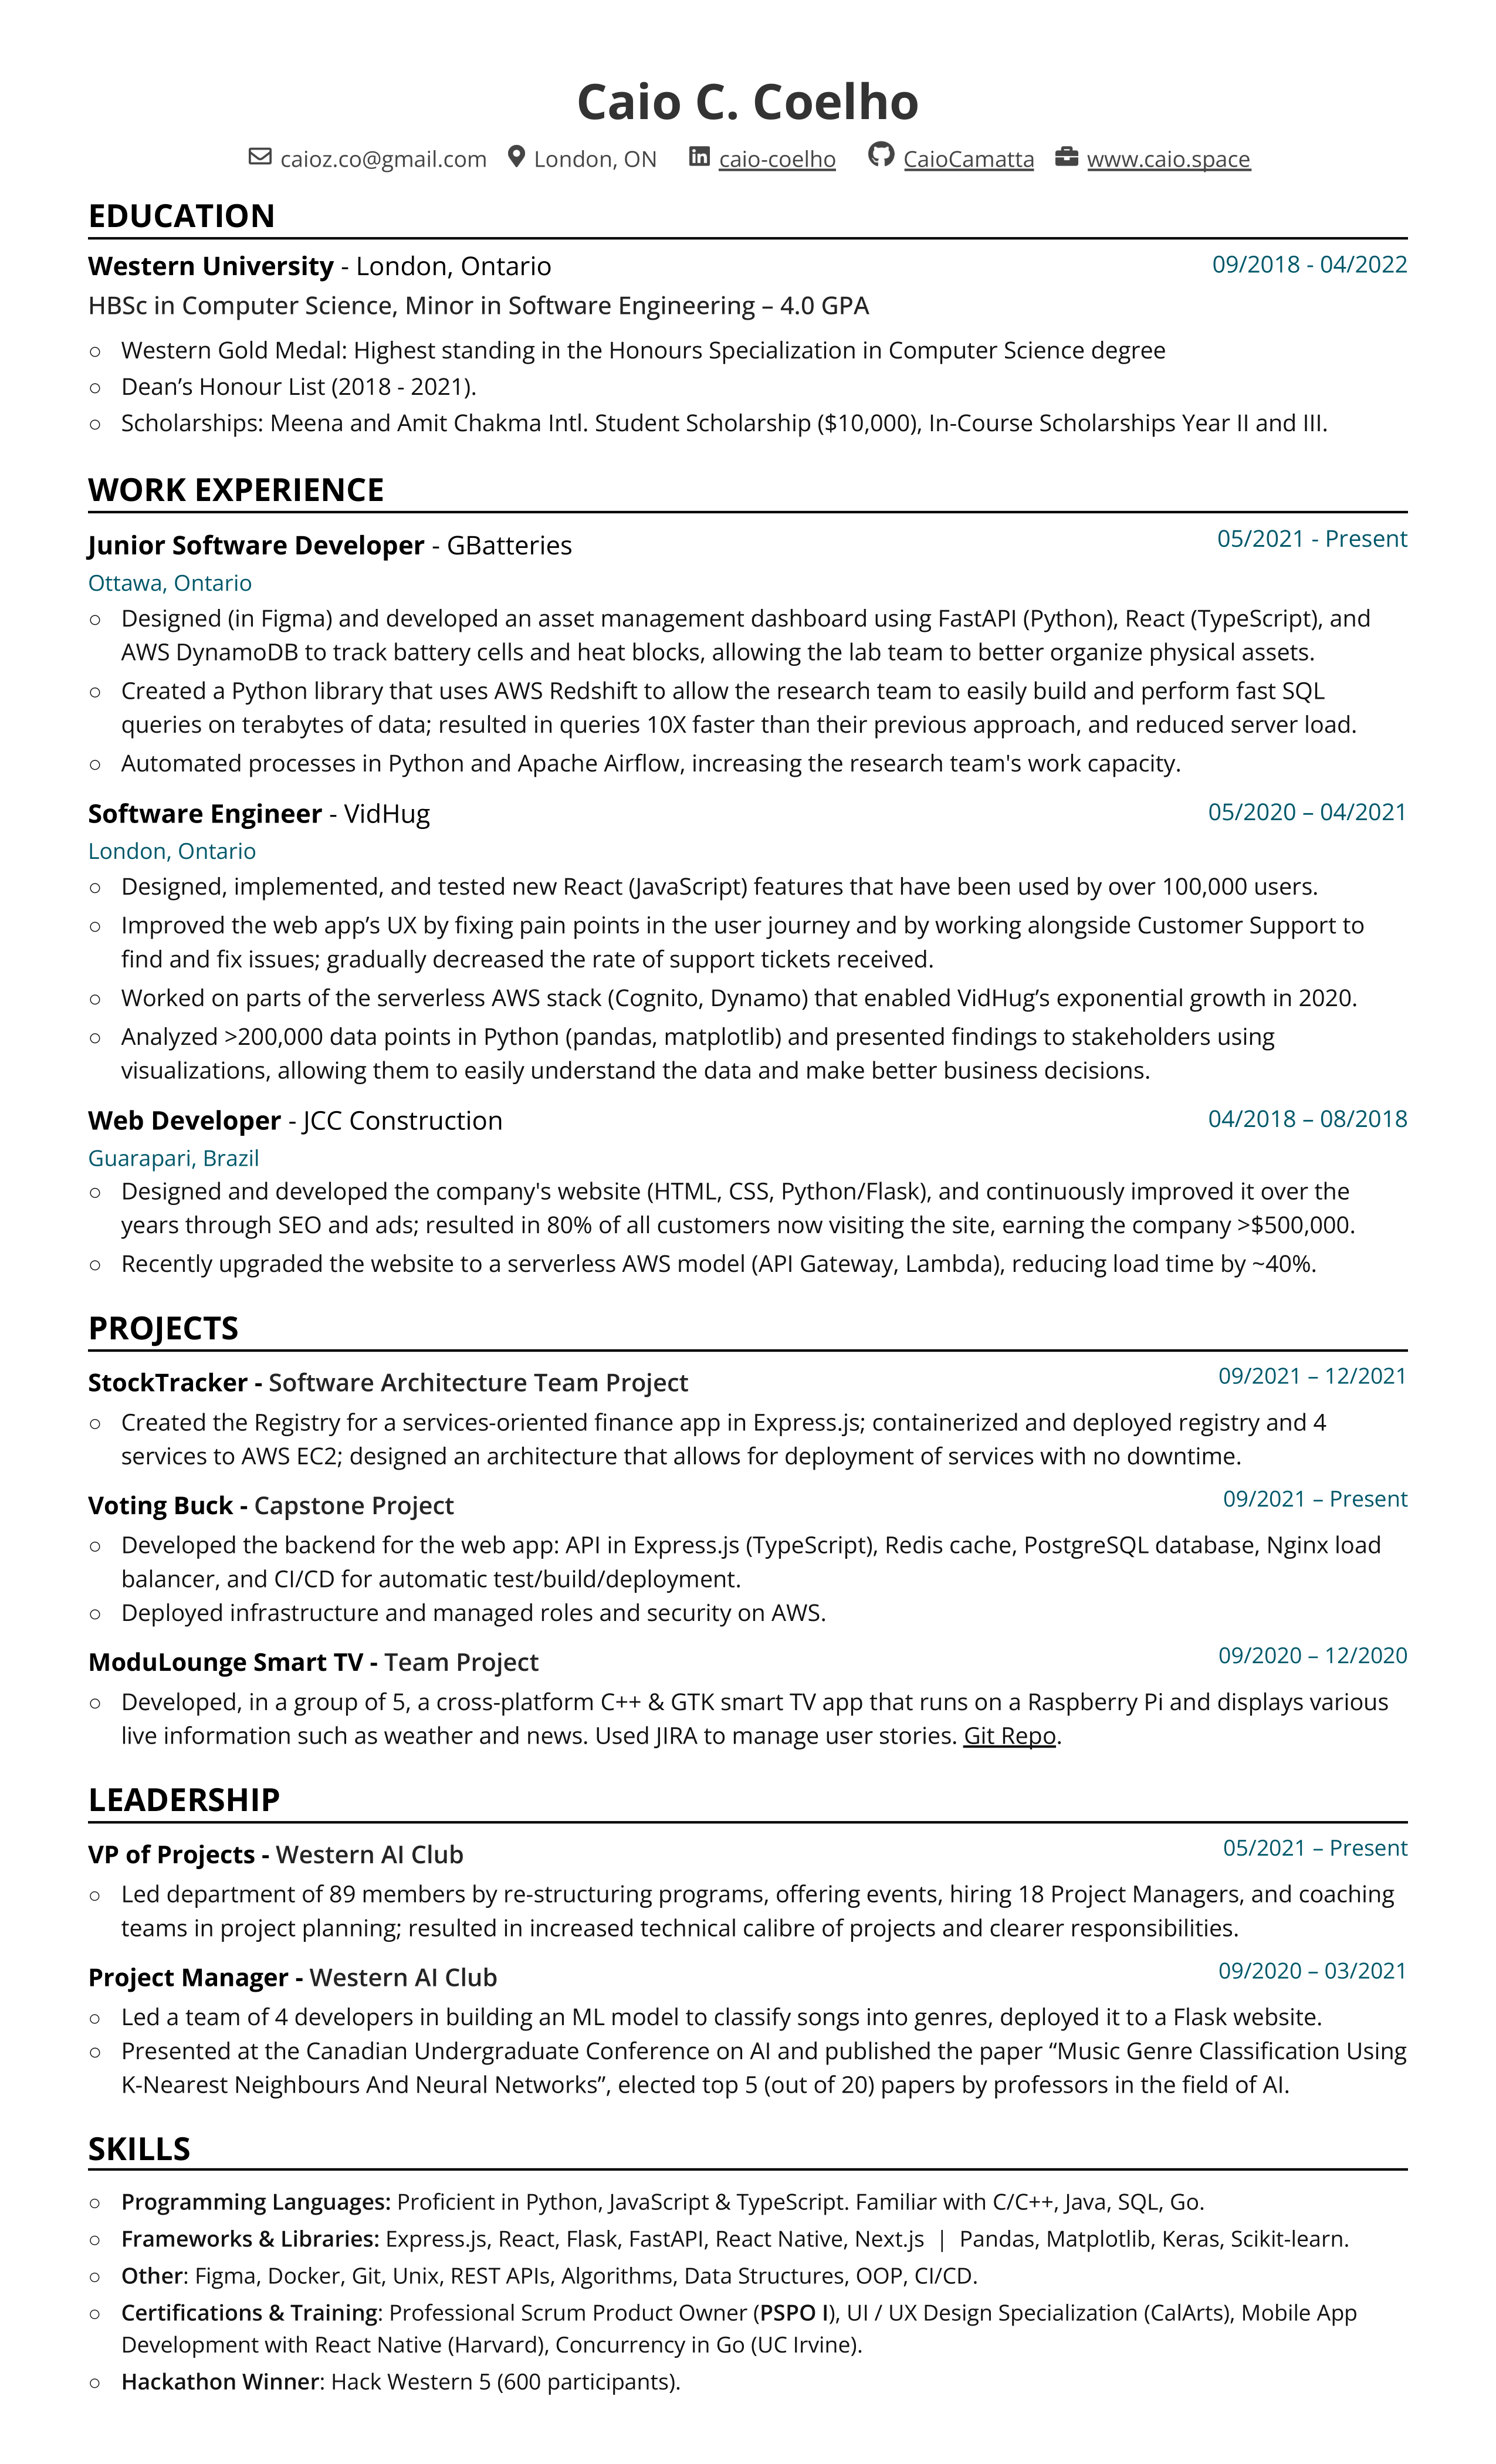 Caio C. Coelho
caioz.co@gmail.com London, ON caio-coelho CaioCamatta www.caio.space
EDUCATION
Western University - London, Ontario 09/2018 - 04/2022
HBSc in Computer Science, Minor in Software Engineering – 4.0 GPA
○ Western Gold Medal: Highest standing in the Honours Specialization in Computer Science degree
○ Dean’s Honour List (2018 - 2021).
○ Scholarships: Meena and Amit Chakma Intl. Student Scholarship ($10,000), In-Course Scholarships Year II and III.
WORK EXPERIENCE
Junior Software Developer - GBatteries 05/2021 - Present
Ottawa, Ontario
○ Designed (in Figma) and developed an asset management dashboard using FastAPI (Python), React (TypeScript), and
AWS DynamoDB to track battery cells and heat blocks, allowing the lab team to better organize physical assets.
○ Created a Python library that uses AWS Redshift to allow the research team to easily build and perform fast SQL
queries on terabytes of data; resulted in queries 10X faster than their previous approach, and reduced server load.
○ Automated processes in Python and Apache Airflow, increasing the research team's work capacity.
Software Engineer - VidHug 05/2020 – 04/2021
London, Ontario
○ Designed, implemented, and tested new React (JavaScript) features that have been used by over 100,000 users.
○ Improved the web app’s UX by fixing pain points in the user journey and by working alongside Customer Support to
find and fix issues; gradually decreased the rate of support tickets received.
○ Worked on parts of the serverless AWS stack (Cognito, Dynamo) that enabled VidHug’s exponential growth in 2020.
○ Analyzed >200,000 data points in Python (pandas, matplotlib) and presented findings to stakeholders using
visualizations, allowing them to easily understand the data and make better business decisions.
Web Developer - JCC Construction 04/2018 – 08/2018
Guarapari, Brazil
○ Designed and developed the company's website (HTML, CSS, Python/Flask), and continuously improved it over the
years through SEO and ads; resulted in 80% of all customers now visiting the site, earning the company >$500,000.
○ Recently upgraded the website to a serverless AWS model (API Gateway, Lambda), reducing load time by ~40%.
PROJECTS
StockTracker - Software Architecture Team Project 09/2021 – 12/2021
○ Created the Registry for a services-oriented finance app in Express.js; containerized and deployed registry and 4
services to AWS EC2; designed an architecture that allows for deployment of services with no downtime.
Voting Buck - Capstone Project 09/2021 – Present
○ Developed the backend for the web app: API in Express.js (TypeScript), Redis cache, PostgreSQL database, Nginx load
balancer, and CI/CD for automatic test/build/deployment.
○ Deployed infrastructure and managed roles and security on AWS.
ModuLounge Smart TV - Team Project 09/2020 – 12/2020
○ Developed, in a group of 5, a cross-platform C++ & GTK smart TV app that runs on a Raspberry Pi and displays various
live information such as weather and news. Used JIRA to manage user stories. Git Repo.
LEADERSHIP
VP of Projects - Western AI Club 05/2021 – Present
○ Led department of 89 members by re-structuring programs, offering events, hiring 18 Project Managers, and coaching
teams in project planning; resulted in increased technical calibre of projects and clearer responsibilities.
Project Manager - Western AI Club 09/2020 – 03/2021
○ Led a team of 4 developers in building an ML model to classify songs into genres, deployed it to a Flask website.
○ Presented at the Canadian Undergraduate Conference on AI and published the paper “Music Genre Classification Using
K-Nearest Neighbours And Neural Networks”, elected top 5 (out of 20) papers by professors in the field of AI.
SKILLS
○ Programming Languages: Proficient in Python, JavaScript & TypeScript. Familiar with C/C++, Java, SQL, Go.
○ Frameworks & Libraries: Express.js, React, Flask, FastAPI, React Native, Next.js | Pandas, Matplotlib, Keras, Scikit-learn.
○ Other: Figma, Docker, Git, Unix, REST APIs, Algorithms, Data Structures, OOP, CI/CD.
○ Certifications & Training: Professional Scrum Product Owner (PSPO I), UI / UX Design Specialization (CalArts), Mobile App
Development with React Native (Harvard), Concurrency in Go (UC Irvine).
○ Hackathon Winner: Hack Western 5 (600 participants).